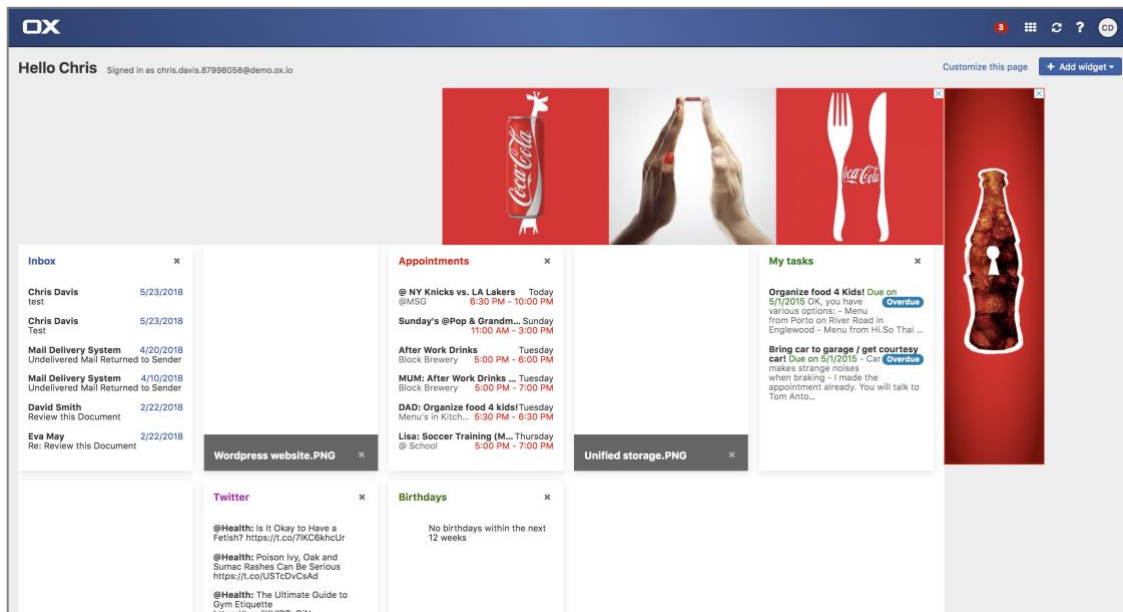 OX
3
CD
Hello Chris Signed in as chris.davis.87998058@demo.ox.io
Customize this page
+ Add widget
Coca-Cola
Coca-Cola
Inbox
Chris Davis 5/23/2018
test
Chris Davis 5/23/2018
Test
Mail Delivery System 4/20/2018
Undelivered Mail Returned to Sender
Mail Delivery System 4/10/2018
Undelivered Mail Returned to Sender
David Smith 2/22/2018
Review this Document
Eva May 2/22/2018
Re: Review this Document
Wordpress website.PNG
Appointments
@ NY Knicks vs. LA Lakers Today
@MSG 6:30 PM - 10:00 PM
Sunday's @Pop & Grandm... Sunday
11:00 AM - 3:00 PM
After Work Drinks Tuesday
Block Brewery 5:00 PM - 6:00 PM
MUM: After Work Drinks ... Tuesday
Block Brewery 5:00 PM - 7:00 PM
DAD: Organize food 4 kids! Tuesday
Menu's in Kitch... 5:30 PM - 6:30 PM
Lisa: Soccer Training (M... Thursday
@ School 5:00 PM - 7:00 PM
Unified storage.PNG
My tasks
Organize food 4 Kids! Due on
5/1/2015 OK, you have Overdue
various options: - Menu
from Porto on River Road in
Englewood - Menu from Hi.So Thai ...
Bring car to garage / get courtesy
car! Due on 5/1/2015 - Car Overdue
makes strange noises
when braking - I made the
appointment already. You will talk to
Tom Anto...
Twitter
@Health: Is It Okay to Have a
Fetish? https://t.co/7IKC6khcUr
@Health: Poison Ivy, Oak and
Sumac Rashes Can Be Serious
https://t.co/USTcDvCsAd
@Health: The Ultimate Guide to
Gym Etiquette
Birthdays
No birthdays within the next
12 weeks